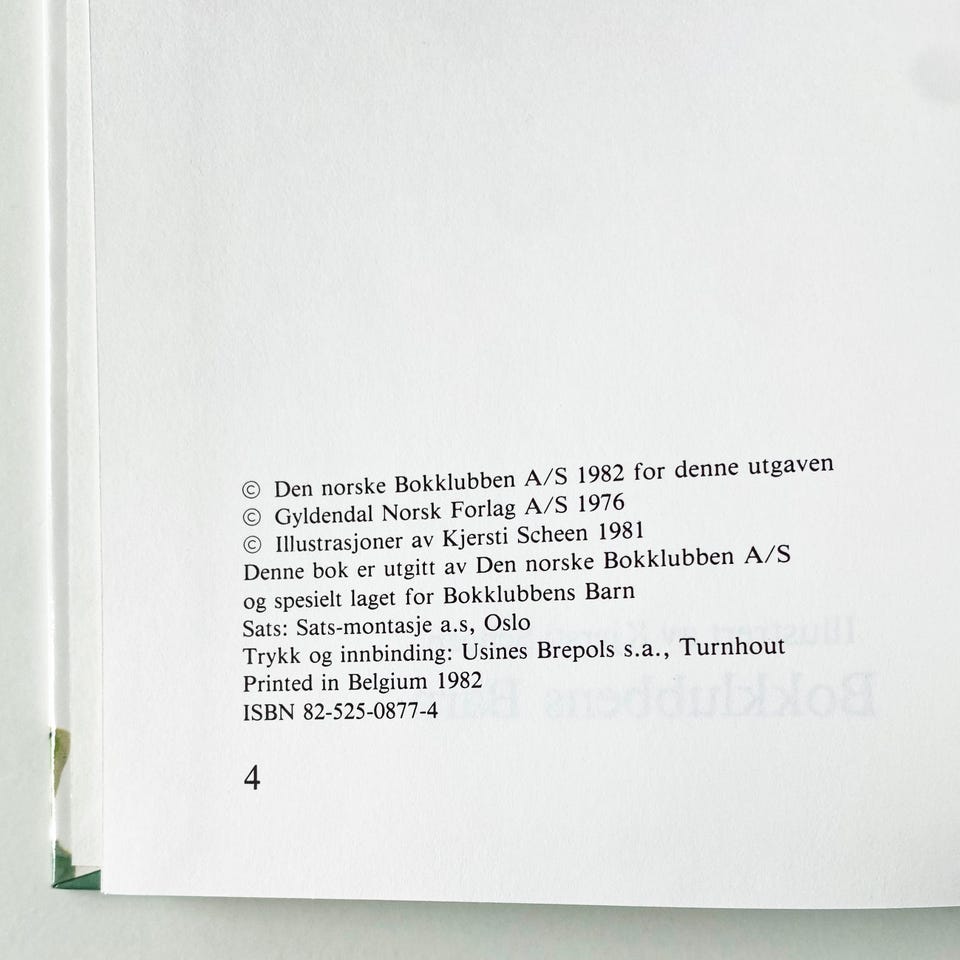 © Den norske Bokklubben A/S 1982 for denne utgaven
© Gyldendal Norsk Forlag A/S 1976
© Illustrasjoner av Kjersti Scheen 1981
Denne bok er utgitt av Den norske Bokklubben A/S
og spesielt laget for Bokklubbens Barn
Sats: Sats-montasje a.s, Oslo
Trykk og innbinding: Usines Brepols s.a., Turnhout
Printed in Belgium 1982
ISBN 82-525-0877-4
4